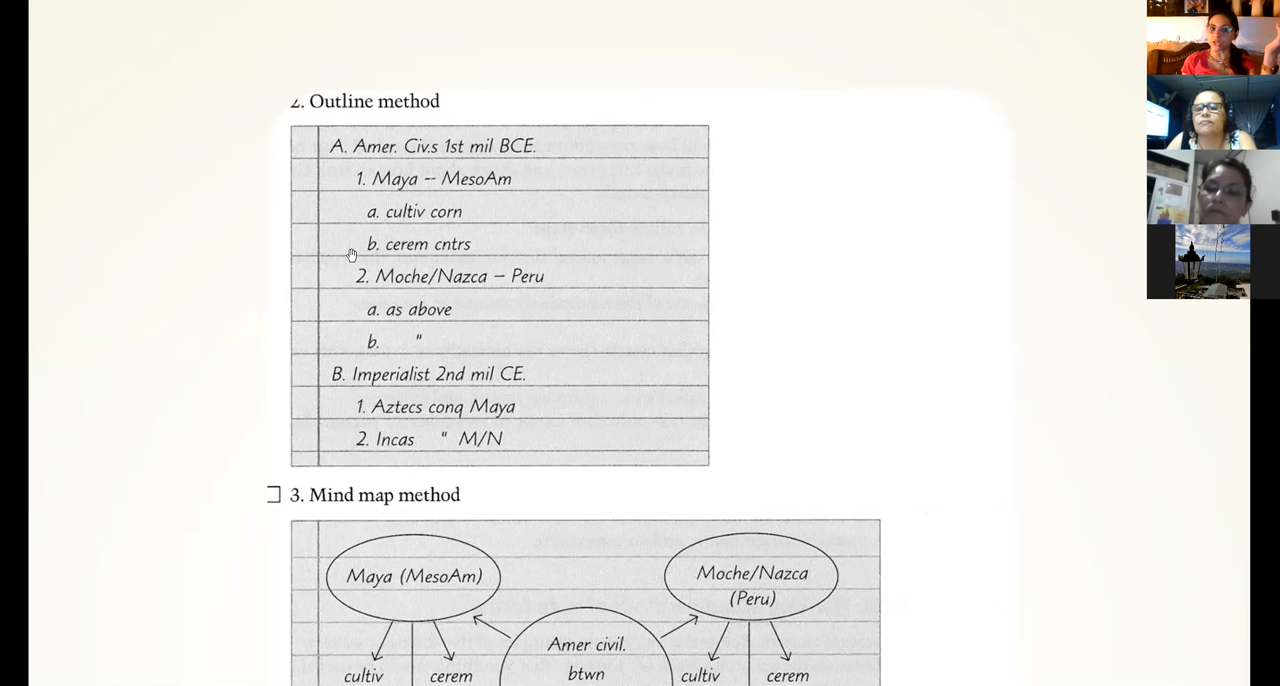 2. Outline method
A. Amer. Civ.s 1st mil BCE.
1. Maya -- MesoAm
a. cultiv corn
b. cerem cntrs
2. Moche/Nazca – Peru
a. as above
b. "
B. Imperialist 2nd mil CE.
1. Aztecs conq Maya
2. Incas " M/N
3. Mind map method
Maya (MesoAm)
Moche/Nazca
(Peru)
Amer civil.
btwn
cultiv
cerem
cultiv
cerem